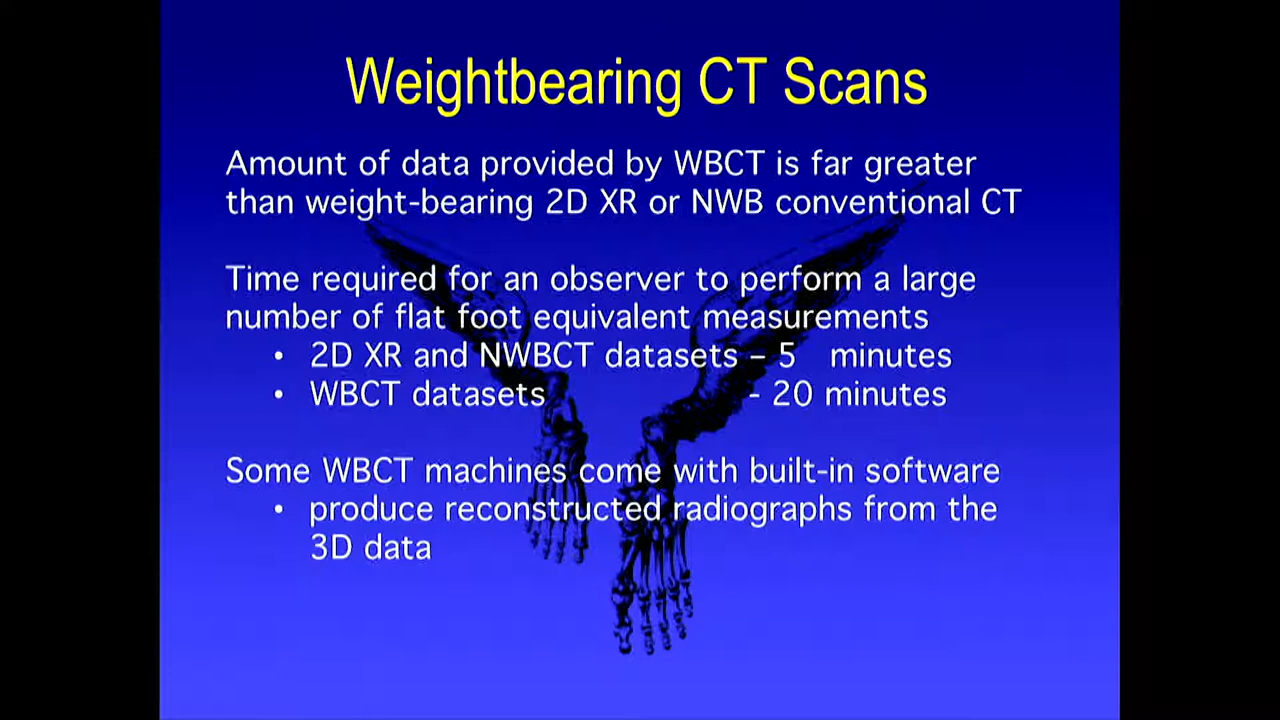 Weightbearing CT Scans
Amount of data provided by WBCT is far greater
than weight-bearing 2D XR or NWB conventional CT
Time required for an observer to perform a large
number of flat foot equivalent measurements
• 2D XR and NWBCT datasets – 5 minutes
• WBCT datasets - 20 minutes
Some WBCT machines come with built-in software
• produce reconstructed radiographs from the
3D data